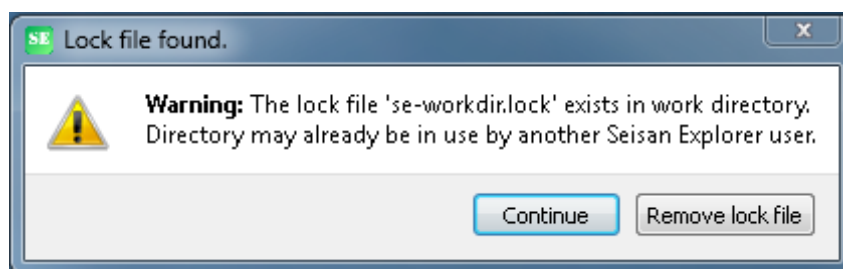 SE Lock file found.
Warning: The lock file 'se-workdir.lock' exists in work directory.
Directory may already be in use by another Seisan Explorer user.
Continue Remove lock file